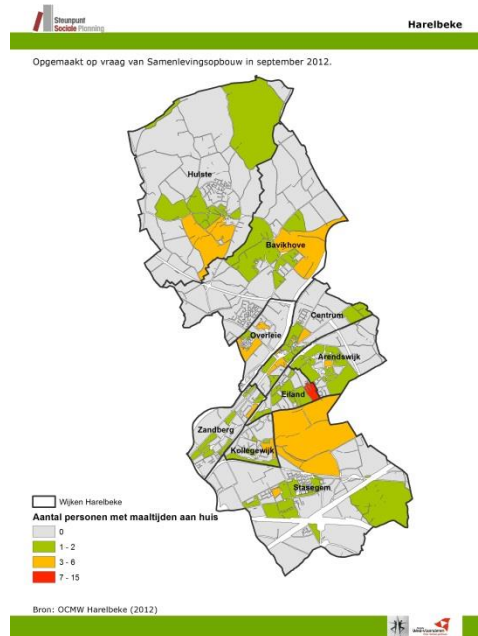 Steunpunt
Sociale Planning
Harelbeke
Opgemaakt op vraag van Samenlevingsopbouw in september 2012.
Hulste
Bavikhove
Centrum
Overleie
Arendswijk
Eiland
Zandberg
Kollegewijk
Stasegem
Wijken Harelbeke
Aantal personen met maaltijden aan huis
0
1 - 2
3 - 6
7 - 15
Bron: OCMW Harelbeke (2012)